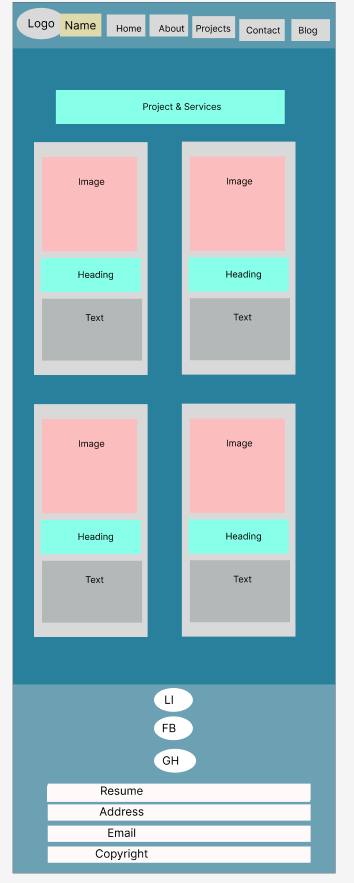 Logo Name Home About Projects Contact Blog
Project & Services
Image Image
Heading Heading
Text Text
Image Image
Heading Heading
Text Text
LI
FB
GH
Resume
Address
Email
Copyright